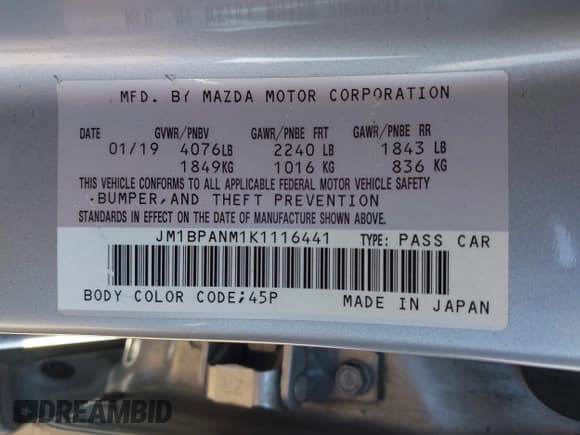 MFD. BY MAZDA MOTOR CORPORATION
DATE GVWR/PNBV GAWR/PNBE FRT GAWR/PNBE RR
01/19 4076LB 2240 LB 1843 LB
1849KG 1016 KG 836 KG
THIS VEHICLE CONFORMS TO ALL APPLICABLE FEDERAL MOTOR VEHICLE SAFETY
BUMPER, AND THEFT PREVENTION
STANDARDS IN EFFECT ON THE DATE OF MANUFACTURE SHOWN ABOVE.
JM1BPANM1K1116441 TYPE: PASS CAR
BODY COLOR CODE;45P MADE IN JAPAN
LZ
DREAMBID